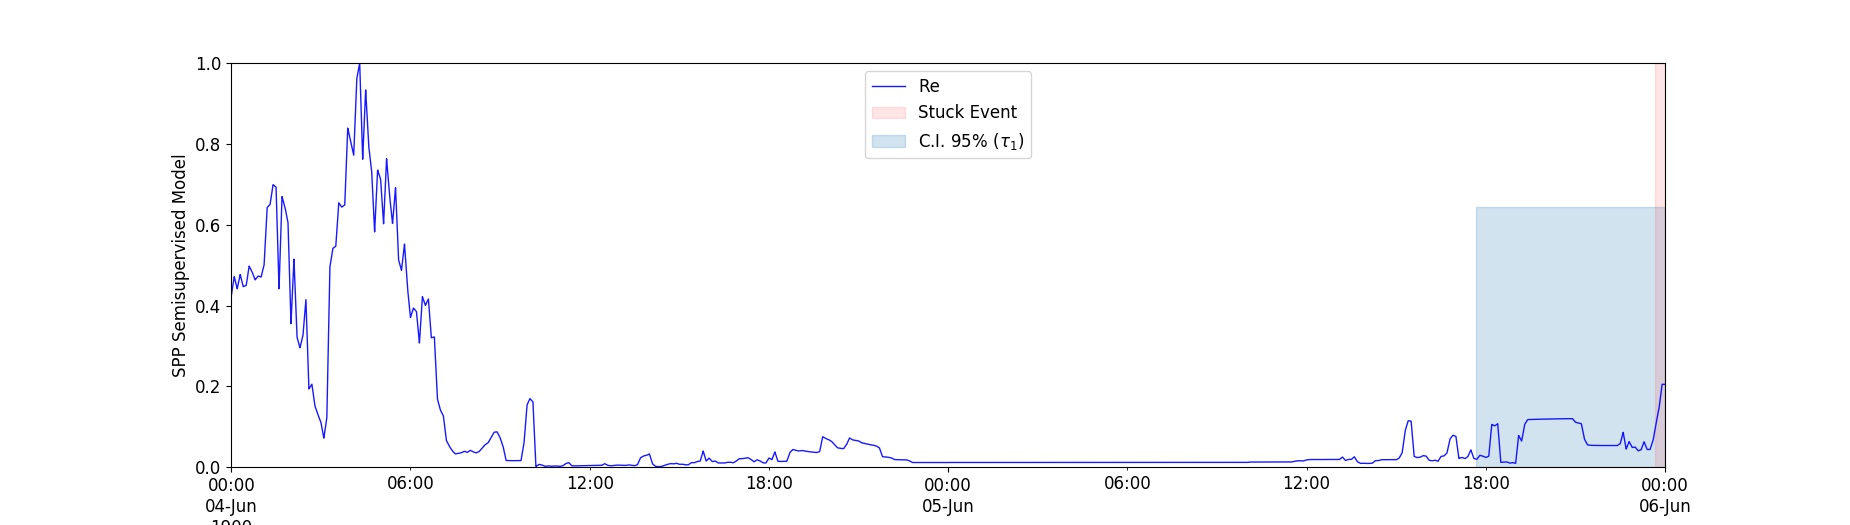 SPP Semisupervised Model
1.0
0.8
0.6
0.4
0.2
0.0
Re
Stuck Event
C.I. 95% (τ₁)
00:00 06:00 12:00 18:00 00:00 06:00 12:00 18:00 00:00
04-Jun 05-Jun 06-Jun
1900